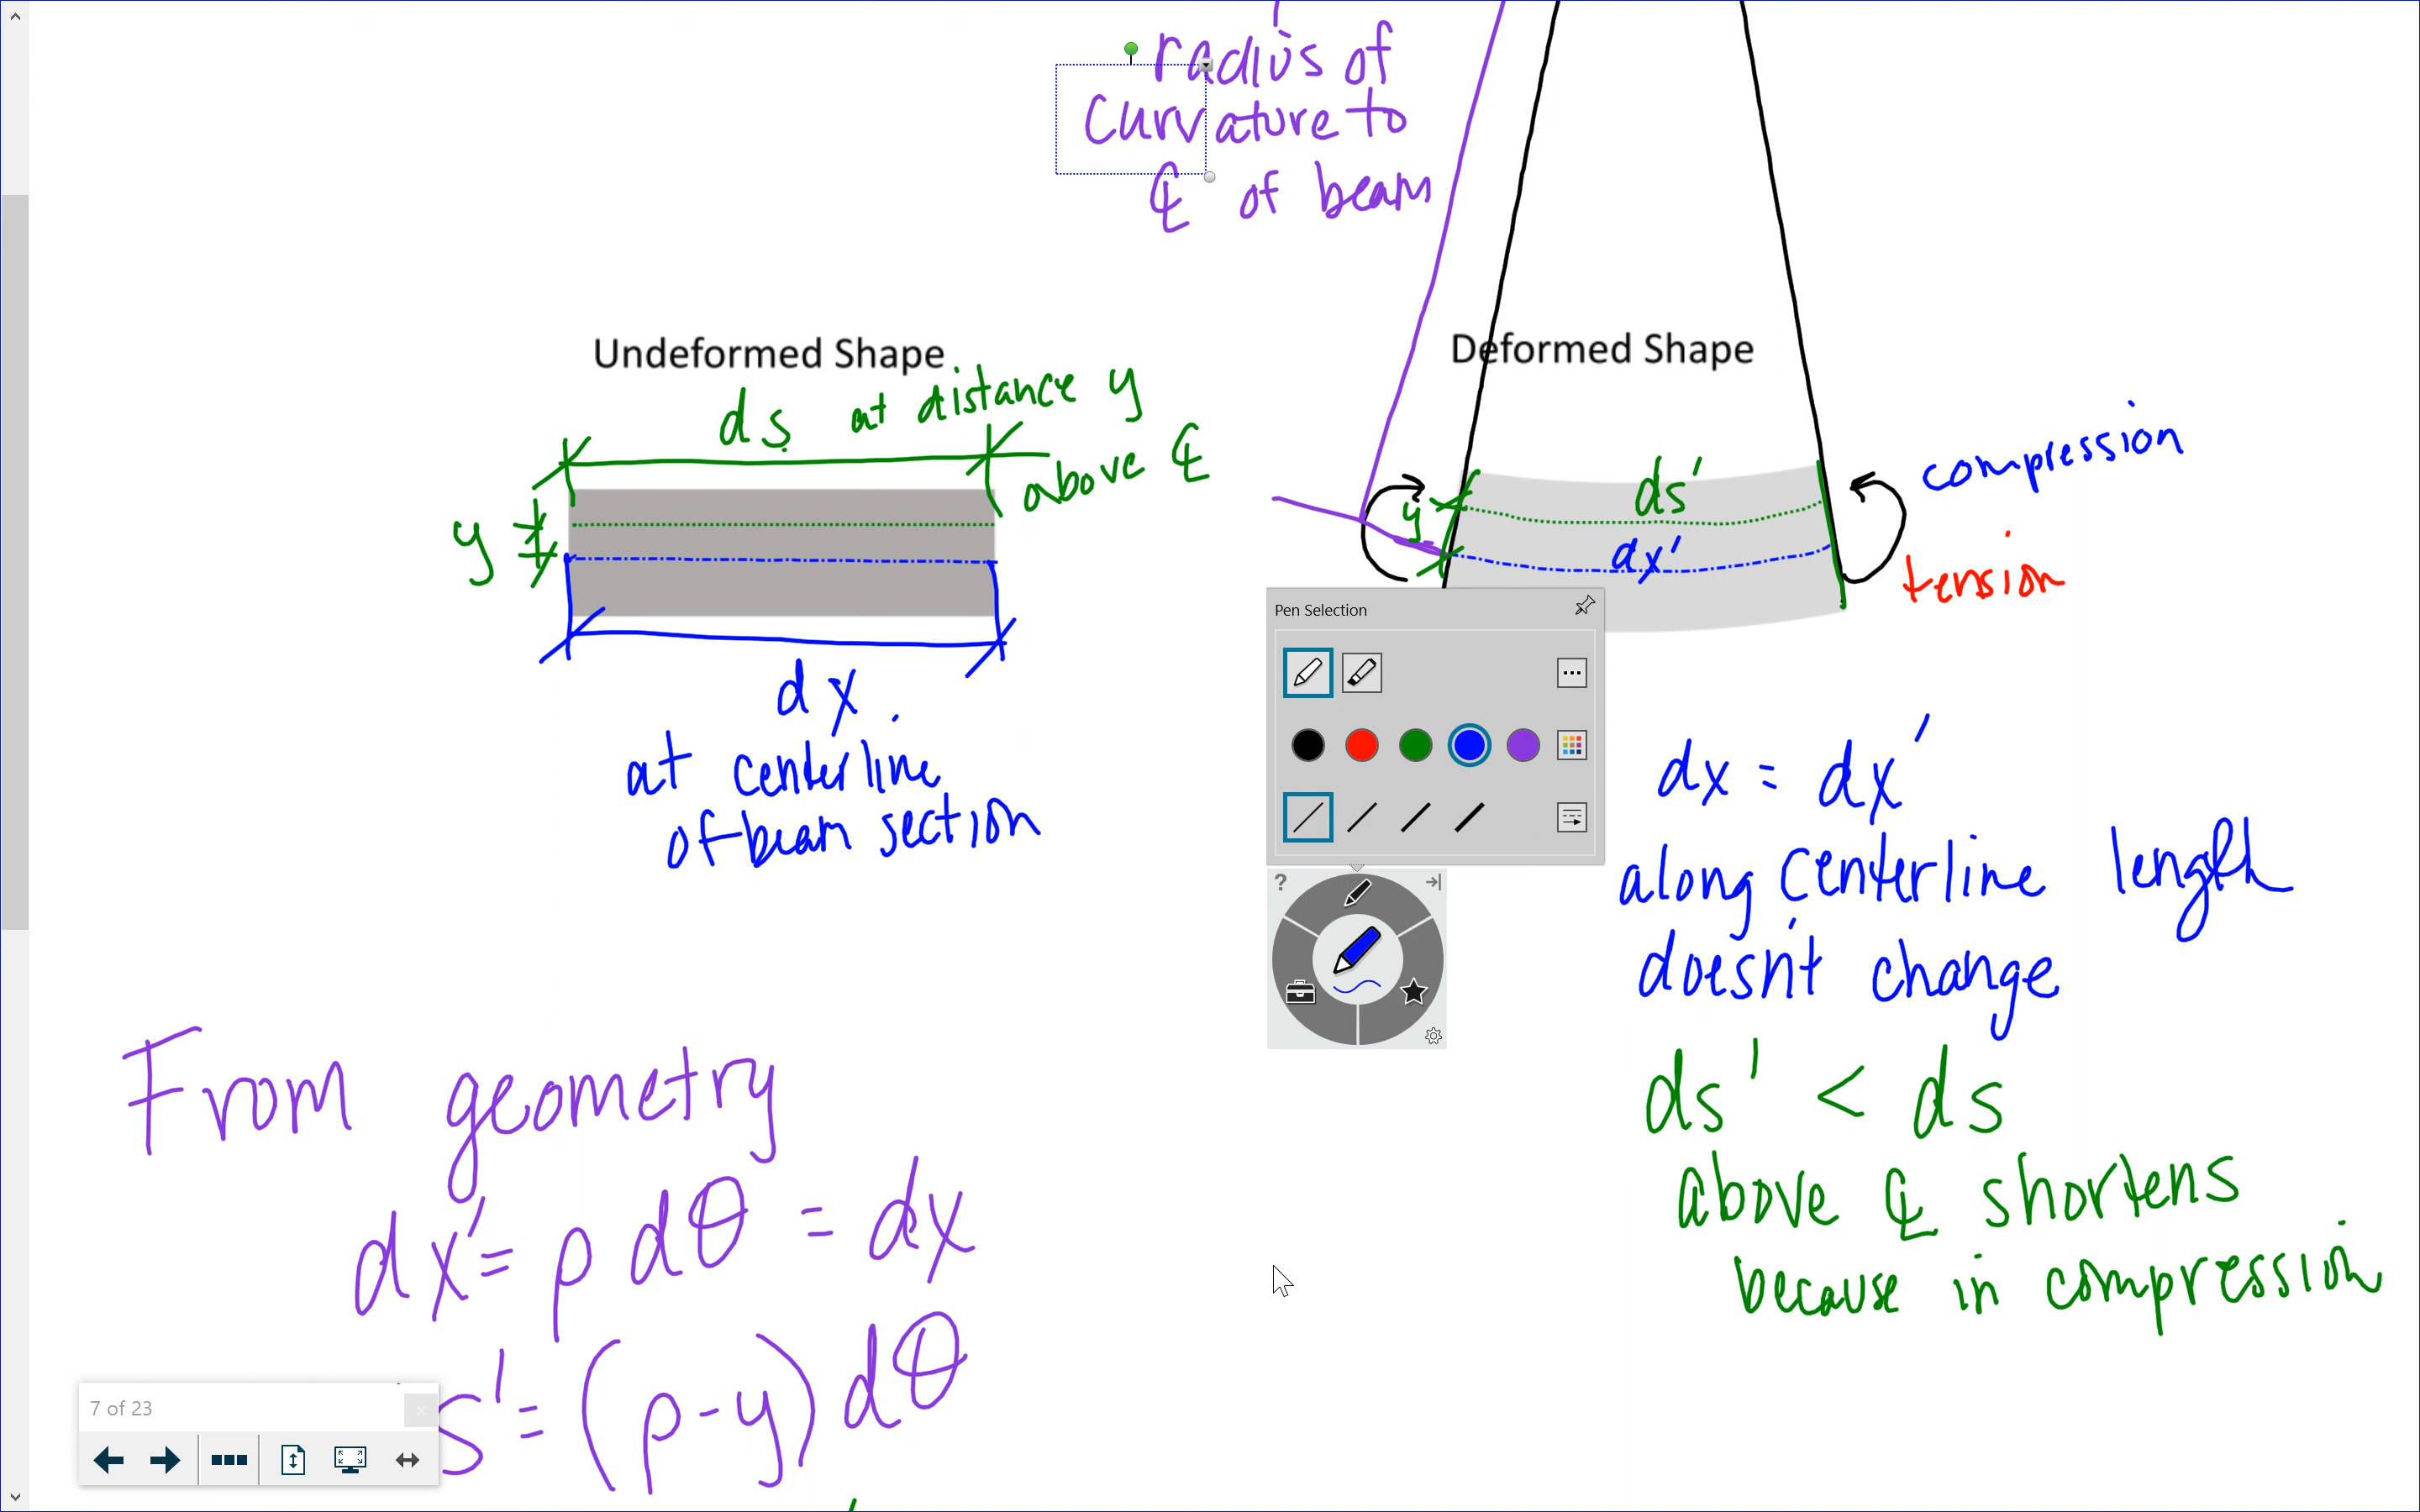 radius of
curvature to
℄ of beam
Undeformed Shape
Deformed Shape
ds at distance y
above ℄
y
dx
at centerline
of beam section
ds'
y
dx'
compression
tension
Pen Selection
?
dx = dx'
along centerline length
doesn't change
ds' < ds
above ℄ shortens
because in compression
From geometry
dx' = ρ dθ = dx
s' = (ρ-y) dθ
7 of 23